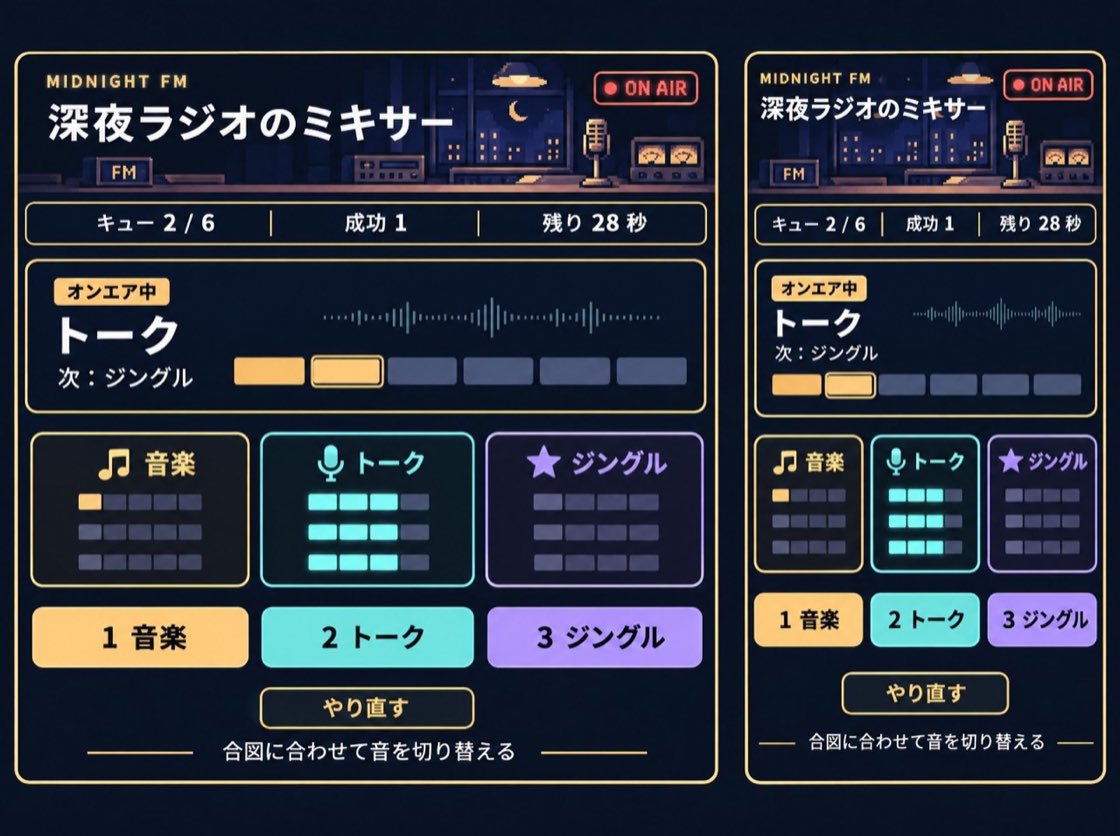 MIDNIGHT FM
ON AIR
深夜ラジオのミキサー
FM
キュー 2 / 6
成功 1
残り 28 秒
オンエア中
トーク
次：ジングル
音楽
トーク
ジングル
1 音楽
2 トーク
3 ジングル
やり直す
合図に合わせて音を切り替える
MIDNIGHT FM
ON AIR
深夜ラジオのミキサー
FM
キュー 2 / 6
成功 1
残り 28 秒
オンエア中
トーク
次：ジングル
音楽
トーク
ジングル
1 音楽
2 トーク
3 ジングル
やり直す
合図に合わせて音を切り替える